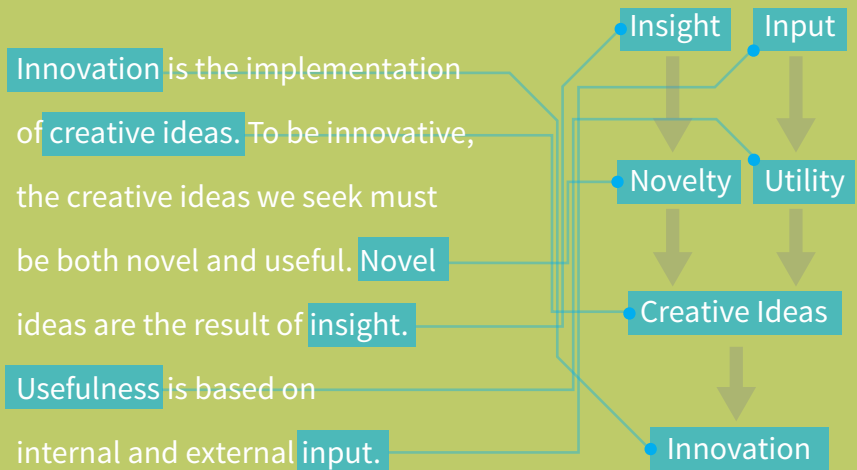 Innovation is the implementation
of creative ideas. To be innovative,
the creative ideas we seek must
be both novel and useful. Novel
ideas are the result of insight.
Usefulness is based on
internal and external input.
Insight Input
Novelty Utility
Creative Ideas
Innovation